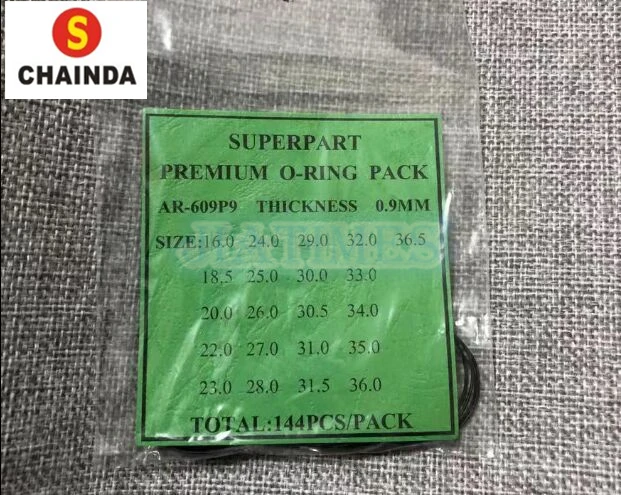 S
CHAINDA
SUPERPART
PREMIUM O-RING PACK
AR-609P9 THICKNESS 0.9MM
SIZE:16.0 24.0 29.0 32.0 36.5
18.5 25.0 30.0 33.0
20.0 26.0 30.5 34.0
22.0 27.0 31.0 35.0
23.0 28.0 31.5 36.0
TOTAL:144PCS/PACK